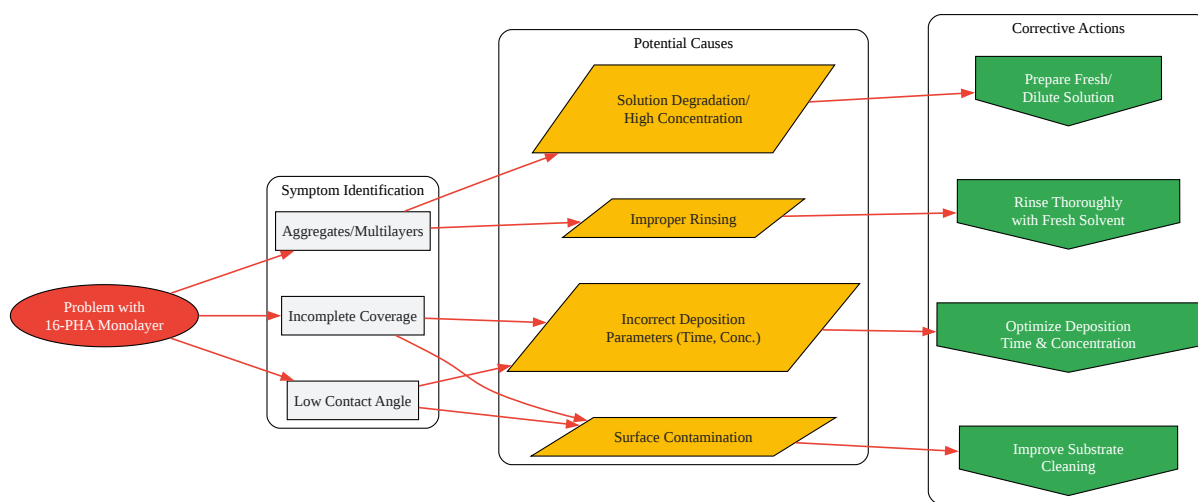 Problem with
16-PHA Monolayer
Symptom Identification
Aggregates/Multilayers
Incomplete Coverage
Low Contact Angle
Potential Causes
Solution Degradation/
High Concentration
Improper Rinsing
Incorrect Deposition
Parameters (Time, Conc.)
Surface Contamination
Corrective Actions
Prepare Fresh/
Dilute Solution
Rinse Thoroughly
with Fresh Solvent
Optimize Deposition
Time & Concentration
Improve Substrate
Cleaning